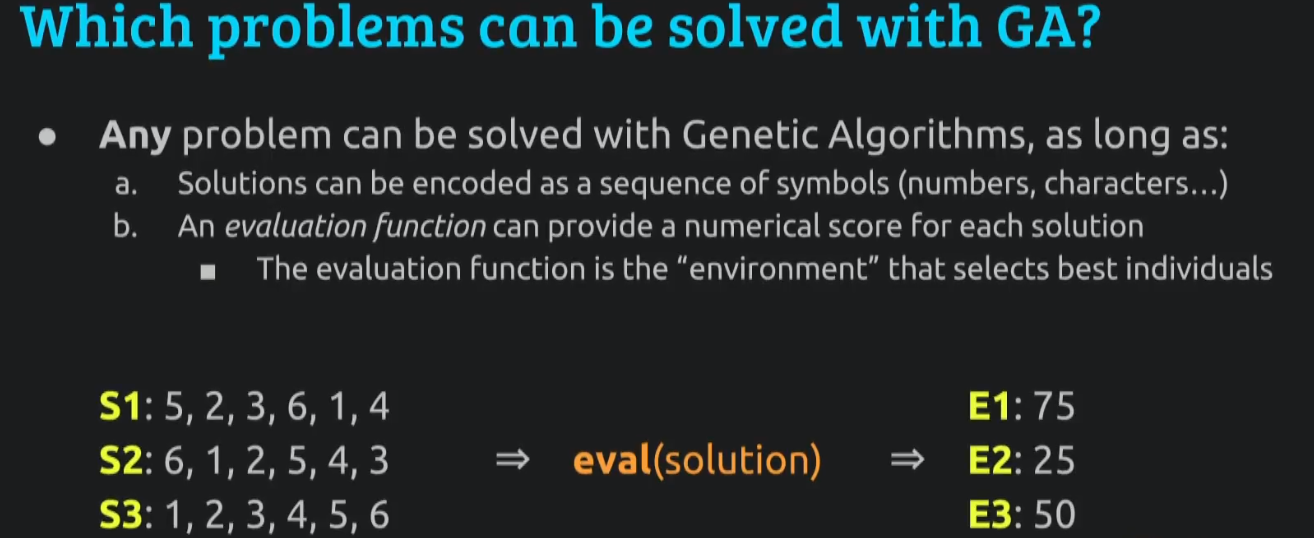 Which problems can be solved with GA?
● Any problem can be solved with Genetic Algorithms, as long as:
a. Solutions can be encoded as a sequence of symbols (numbers, characters…)
b. An evaluation function can provide a numerical score for each solution
■ The evaluation function is the “environment” that selects best individuals
S1: 5, 2, 3, 6, 1, 4 E1: 75
S2: 6, 1, 2, 5, 4, 3 ⇒ eval(solution) ⇒ E2: 25
S3: 1, 2, 3, 4, 5, 6 E3: 50